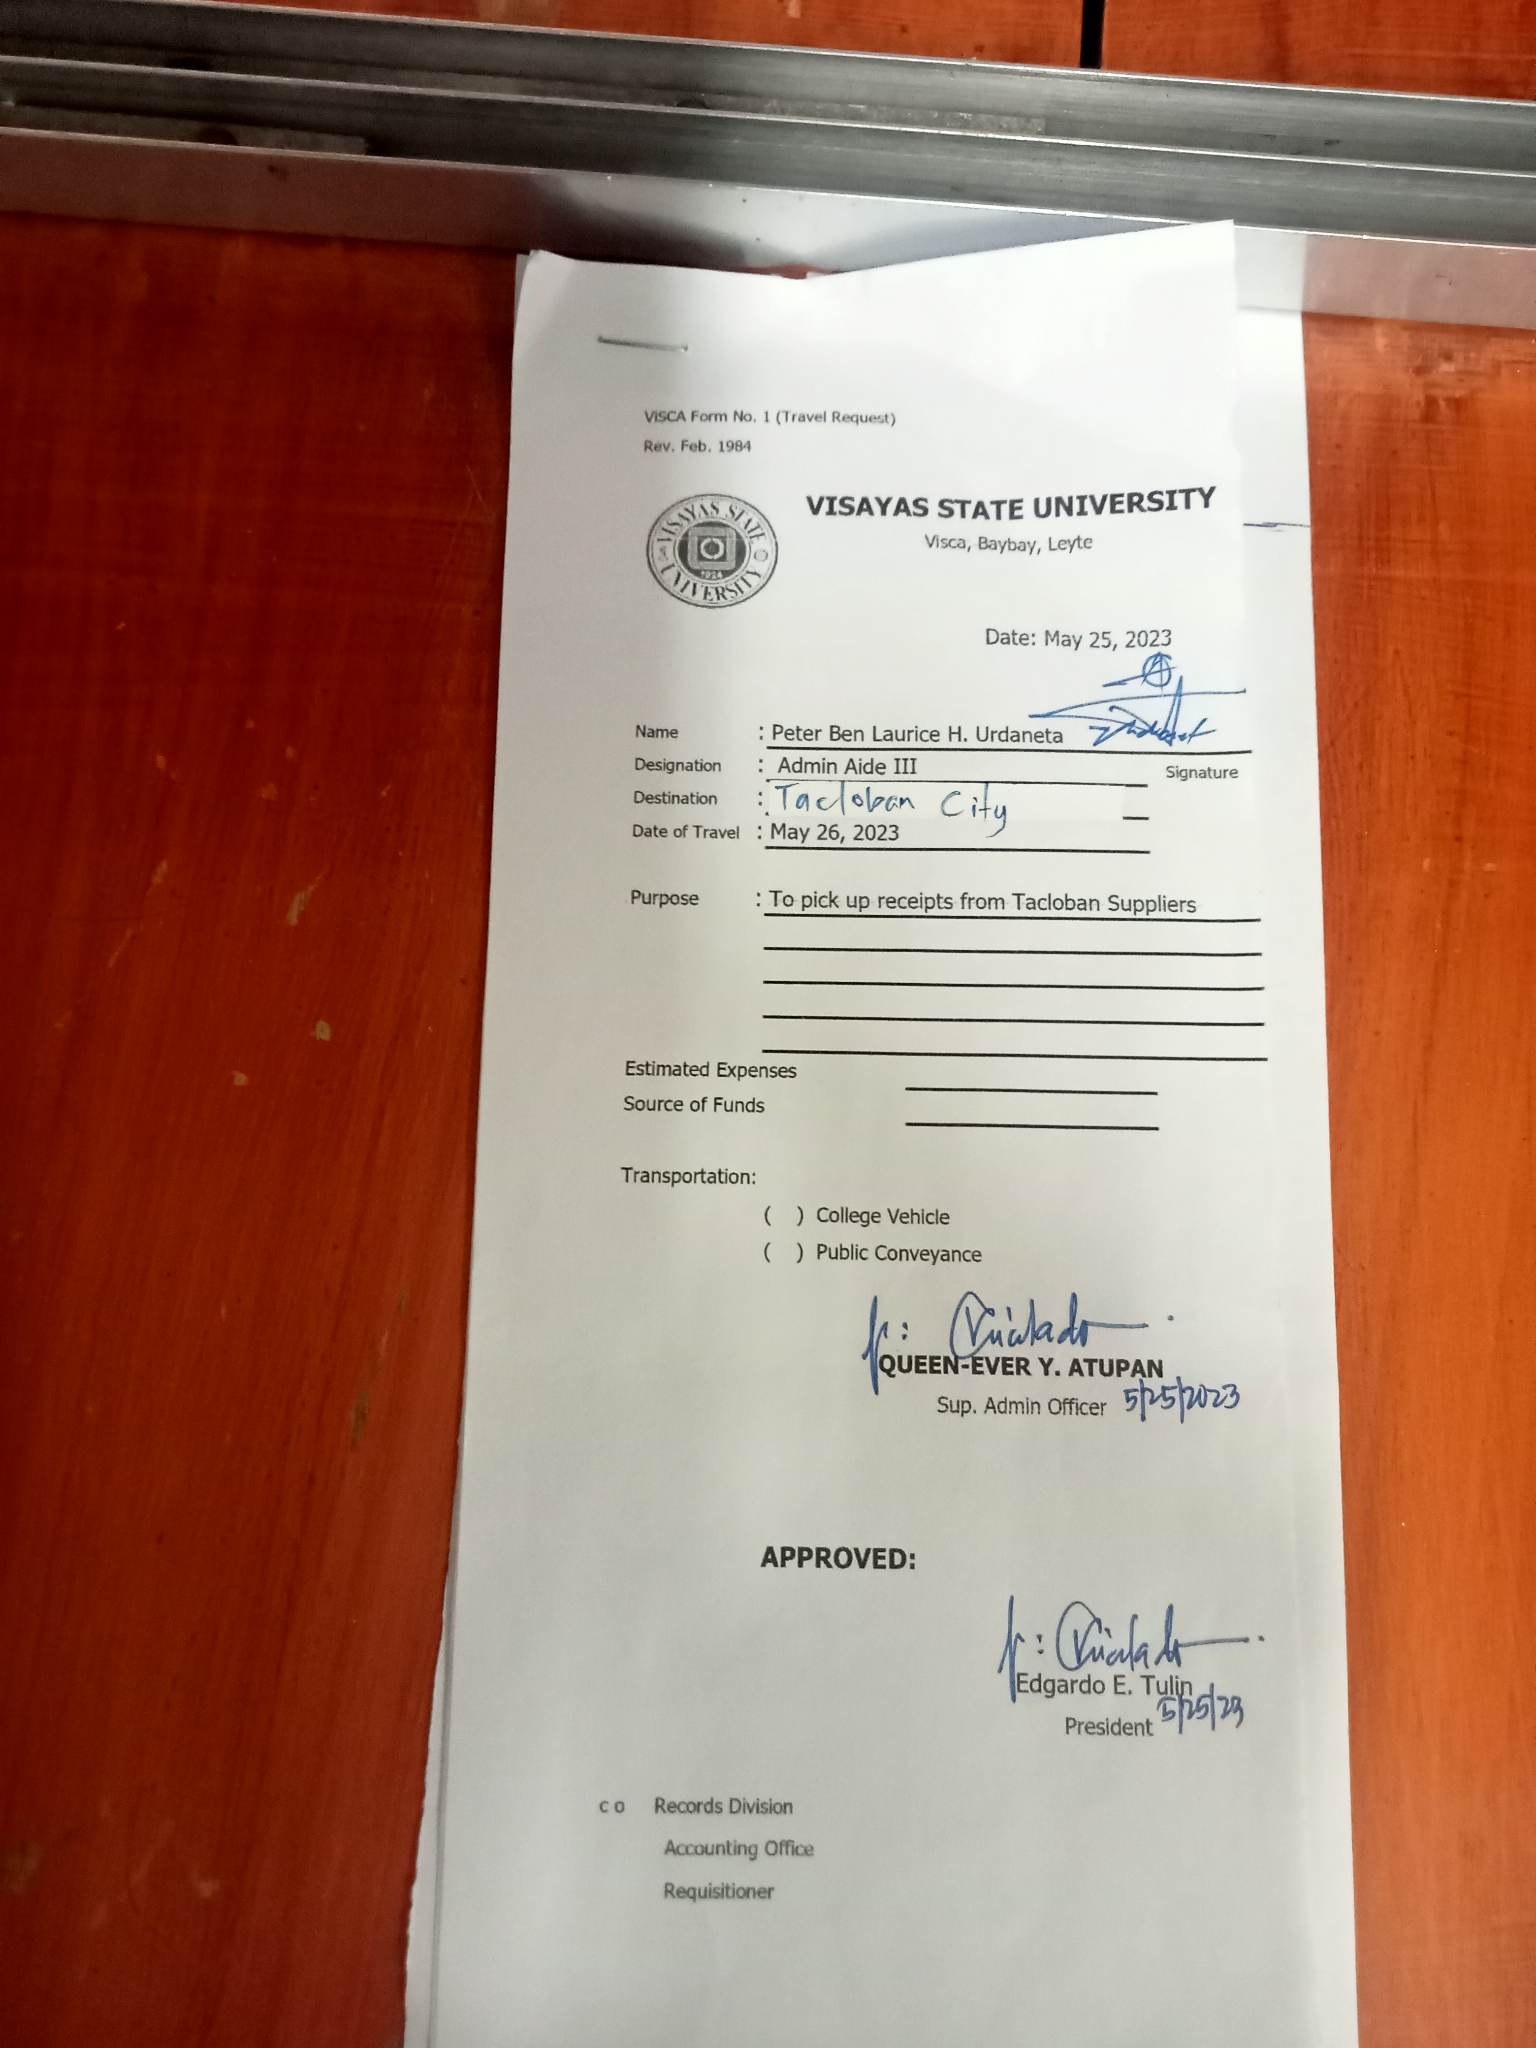 ViSCA Form No. 1 (Travel Request)
Rev. Feb. 1984
VISAYAS STATE UNIVERSITY
1924
VISAYAS STATE UNIVERSITY
Visca, Baybay, Leyte
Date: May 25, 2023
Name : Peter Ben Laurice H. Urdaneta
Designation : Admin Aide III Signature
Destination : Tacloban City
Date of Travel : May 26, 2023
Purpose : To pick up receipts from Tacloban Suppliers
Estimated Expenses
Source of Funds
Transportation:
( ) College Vehicle
( ) Public Conveyance
QUEEN-EVER Y. ATUPAN
Sup. Admin Officer 5/25/2023
APPROVED:
Edgardo E. Tulin
President 5/25/23
c o Records Division
Accounting Office
Requisitioner